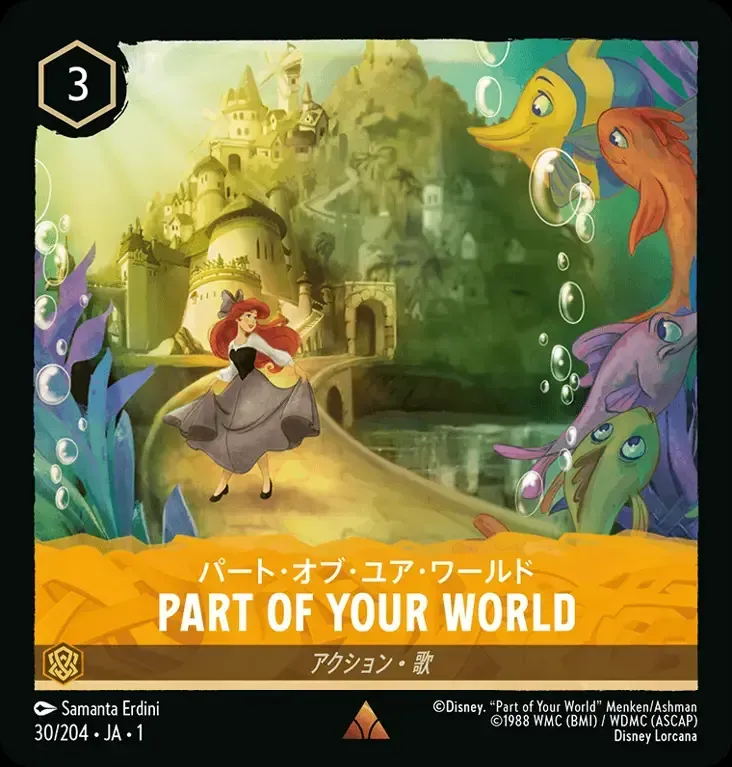 3
パート・オブ・ユア・ワールド
PART OF YOUR WORLD
アクション・歌
Samanta Erdini
30/204 • JA • 1
©Disney. “Part of Your World” Menken/Ashman
©1988 WMC (BMI) / WDMC (ASCAP)
Disney Lorcana